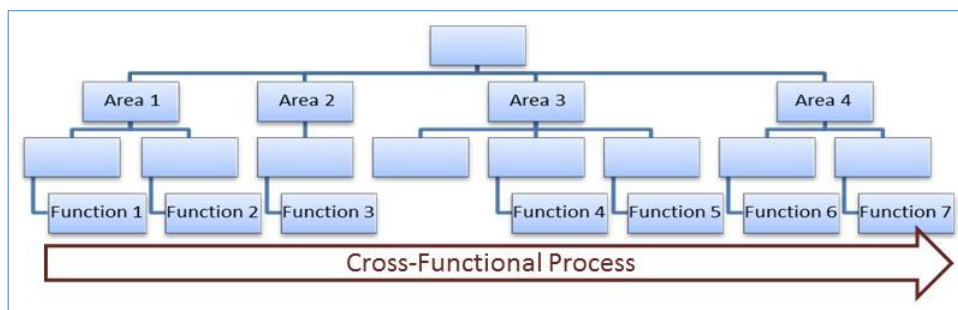 Area 1
Area 2
Area 3
Area 4
Function 1
Function 2
Function 3
Function 4
Function 5
Function 6
Function 7
Cross-Functional Process